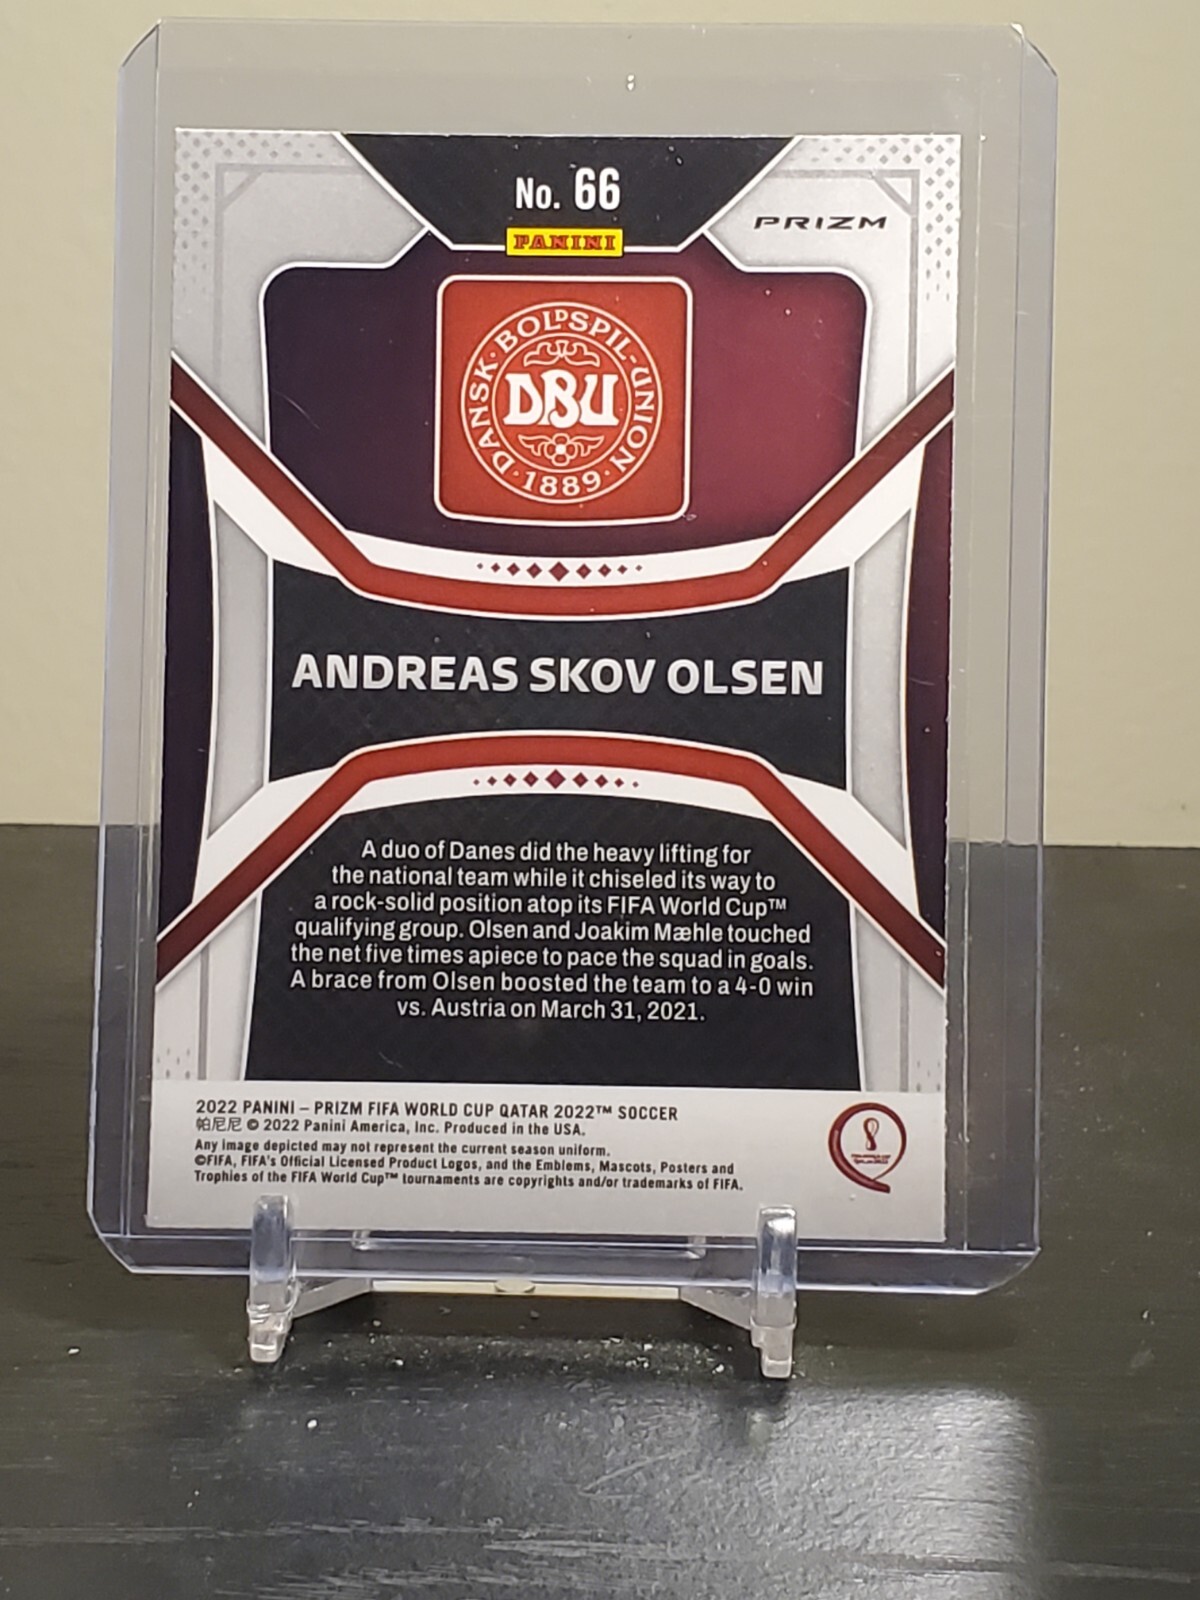 No. 66
PANINI
PRIZM
DANSK · BOLDSPIL-UNION · 1889 ·
DBU
ANDREAS SKOV OLSEN
A duo of Danes did the heavy lifting for
the national team while it chiseled its way to
a rock-solid position atop its FIFA World Cup™
qualifying group. Olsen and Joakim Mæhle touched
the net five times apiece to pace the squad in goals.
A brace from Olsen boosted the team to a 4-0 win
vs. Austria on March 31, 2021.
2022 PANINI – PRIZM FIFA WORLD CUP QATAR 2022™ SOCCER
帕尼尼 © 2022 Panini America, Inc. Produced in the USA.
Any image depicted may not represent the current season uniform.
©FIFA, FIFA's Official Licensed Product Logos, and the Emblems, Mascots, Posters and
Trophies of the FIFA World Cup™ tournaments are copyrights and/or trademarks of FIFA.